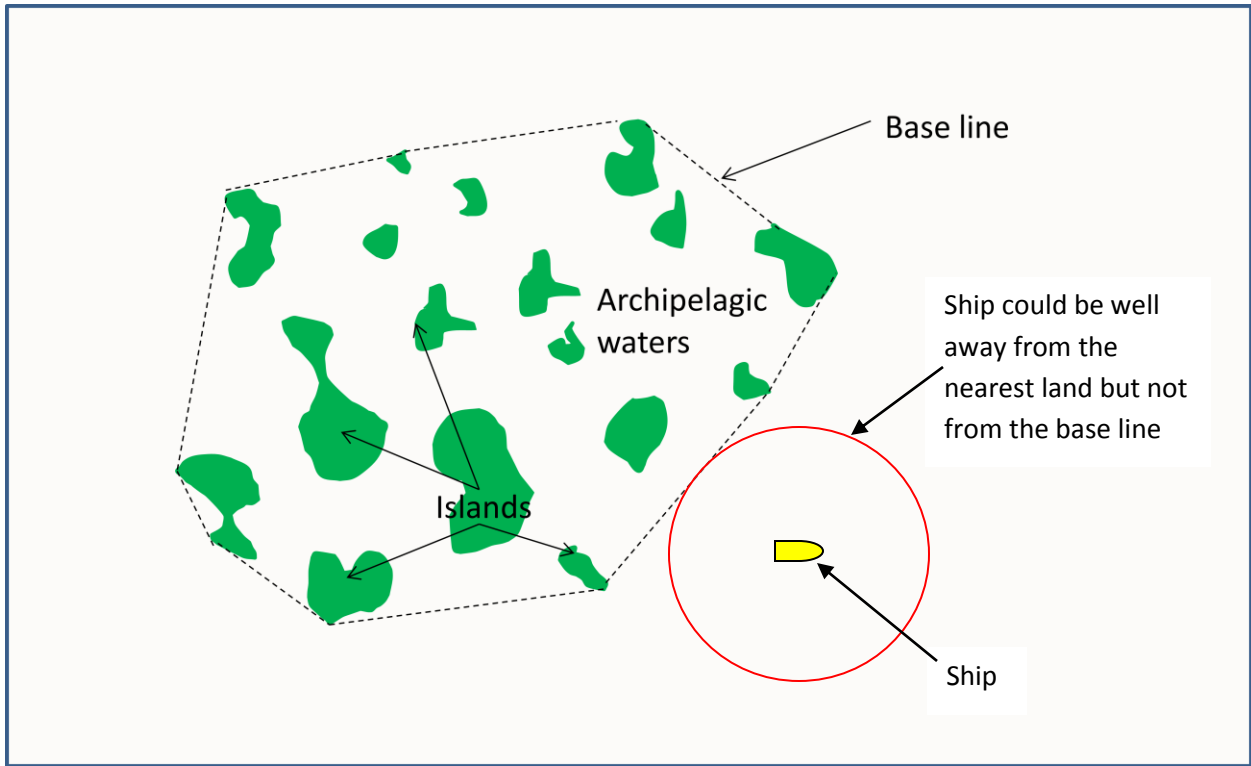 Base line
Archipelagic
waters
Ship could be well
away from the
nearest land but not
from the base line
Islands
Ship